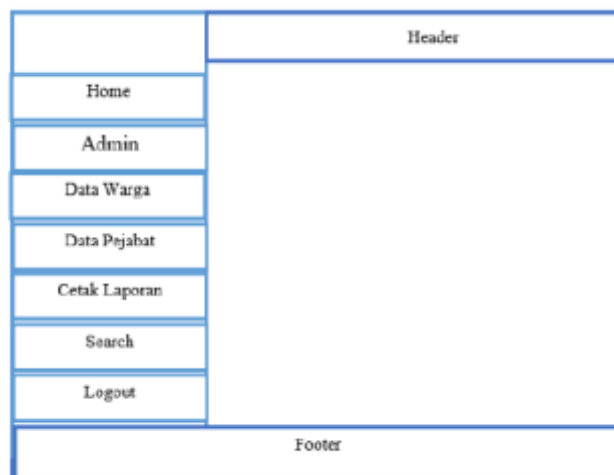 Header
Home
Admin
Data Warga
Data Pejabat
Cetak Laporan
Search
Logout
Footer